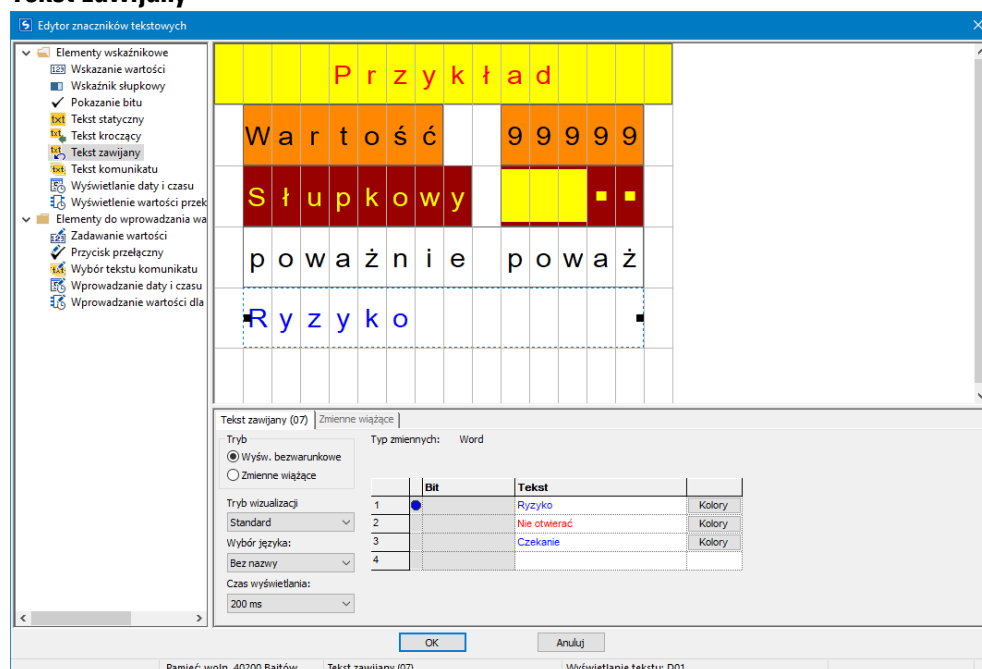 Tekst zawijany
Edytor znaczników tekstowych
Elementy wskaźnikowe
Wskazanie wartości
Wskaźnik słupkowy
Pokazanie bitu
Tekst statyczny
Tekst kroczący
Tekst zawijany
Tekst komunikatu
Wyświetlanie daty i czasu
Wyświetlenie wartości przek
Elementy do wprowadzania wa
Zadawanie wartości
Przycisk przełączny
Wybór tekstu komunikatu
Wprowadzanie daty i czasu
Wprowadzanie wartości dla
Przykład
Wartość 99999
Słupkowy
poważnie poważ
Ryzyko
Tekst zawijany (07) Zmienne wiążące
Tryb Typ zmiennych: Word
Wyśw. bezwarunkowe
Zmienne wiążące
Bit Tekst
Tryb wizualizacji 1 Ryzyko Kolory
Standard 2 Nie otwierać Kolory
Wybór języka: 3 Czekanie Kolory
Bez nazwy 4
Czas wyświetlania:
200 ms
OK Anuluj
Pamięć: woln. 40200 Bajtów Tekst zawijany (07) Wyświetlanie tekstu: D01